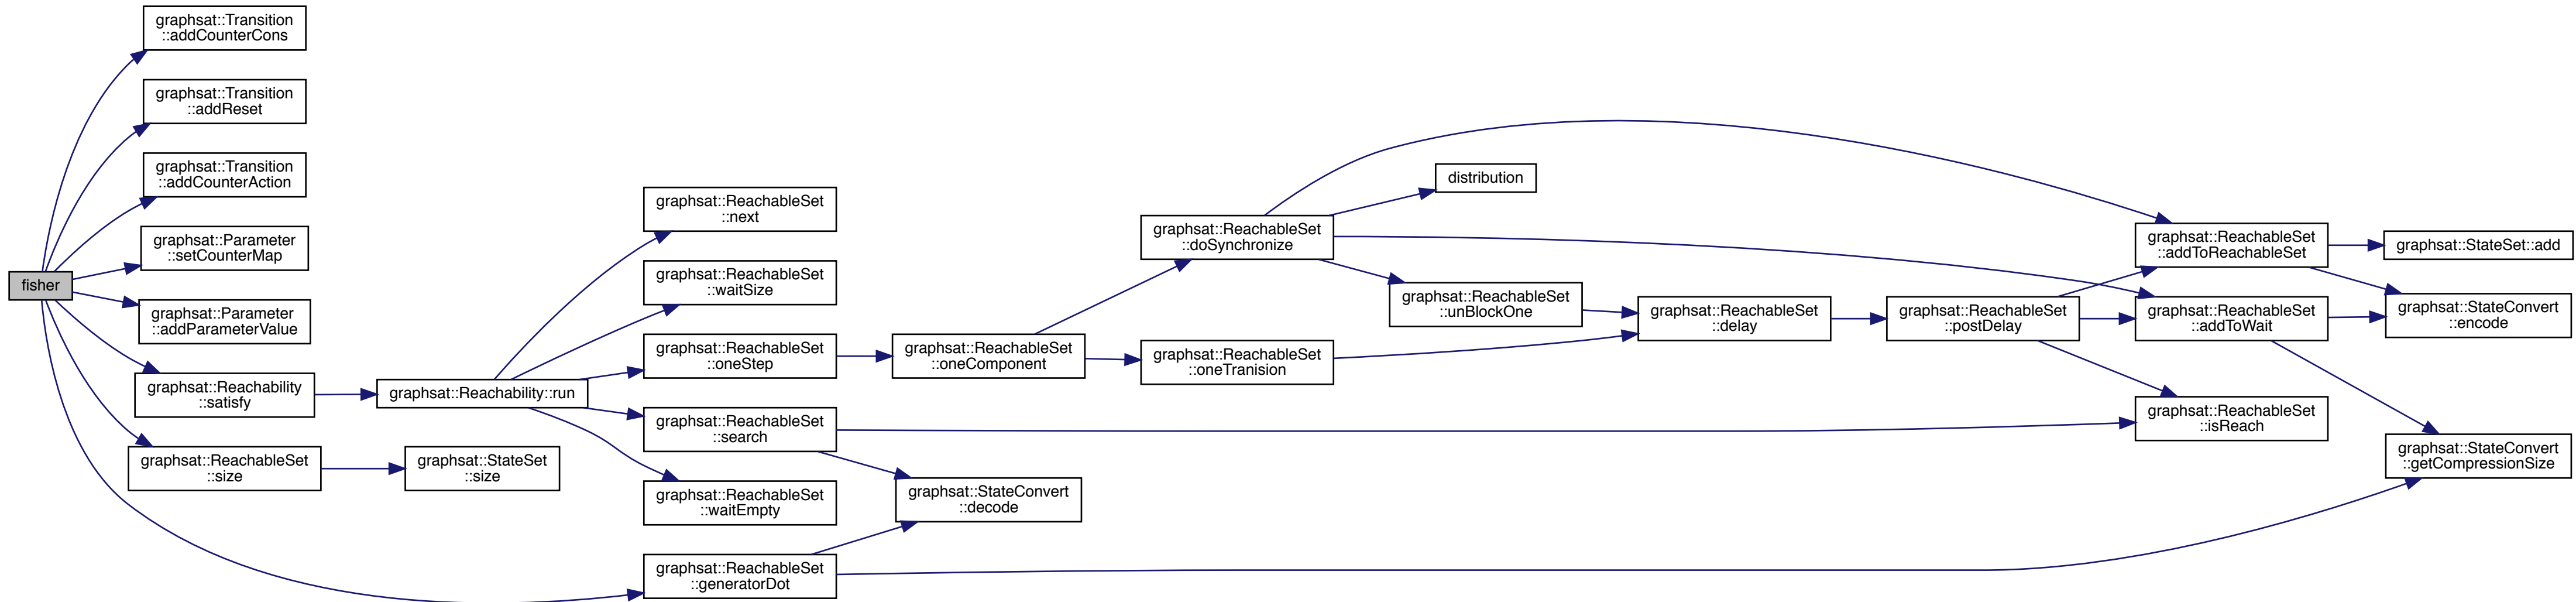 fisher
graphsat::Transition
::addCounterCons
graphsat::Transition
::addReset
graphsat::Transition
::addCounterAction
graphsat::Parameter
::setCounterMap
graphsat::Parameter
::addParameterValue
graphsat::Reachability
::satisfy
graphsat::ReachableSet
::size
graphsat::Reachability::run
graphsat::StateSet
::size
graphsat::ReachableSet
::next
graphsat::ReachableSet
::waitSize
graphsat::ReachableSet
::oneStep
graphsat::ReachableSet
::search
graphsat::ReachableSet
::waitEmpty
graphsat::ReachableSet
::generatorDot
graphsat::ReachableSet
::oneComponent
graphsat::StateConvert
::decode
graphsat::ReachableSet
::doSynchronize
graphsat::ReachableSet
::oneTranision
distribution
graphsat::ReachableSet
::unBlockOne
graphsat::ReachableSet
::delay
graphsat::ReachableSet
::postDelay
graphsat::ReachableSet
::addToReachableSet
graphsat::ReachableSet
::addToWait
graphsat::ReachableSet
::isReach
graphsat::StateSet::add
graphsat::StateConvert
::encode
graphsat::StateConvert
::getCompressionSize